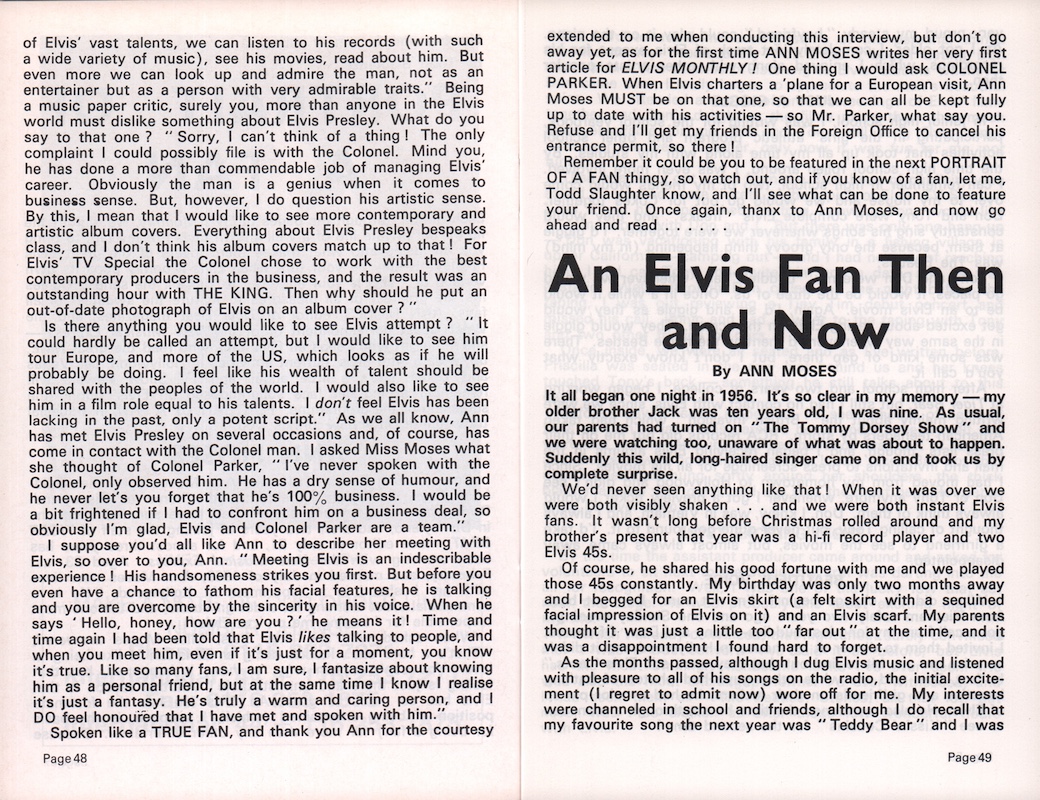 of Elvis' vast talents, we can listen to his records (with such
a wide variety of music), see his movies, read about him. But
even more we can look up and admire the man, not as an
entertainer but as a person with very admirable traits." Being
a music paper critic, surely you, more than anyone in the Elvis
world must dislike something about Elvis Presley. What do you
say to that one? "Sorry, I can't think of a thing! The only
complaint I could possibly file is with the Colonel. Mind you,
he has done a more than commendable job of managing Elvis'
career. Obviously the man is a genius when it comes to
business sense. But, however, I do question his artistic sense.
By this, I mean that I would like to see more contemporary and
artistic album covers. Everything about Elvis Presley bespeaks
class, and I don't think his album covers match up to that! For
Elvis' TV Special the Colonel chose to work with the best
contemporary producers in the business, and the result was an
outstanding hour with THE KING. Then why should he put an
out-of-date photograph of Elvis on an album cover?"
Is there anything you would like to see Elvis attempt? "It
could hardly be called an attempt, but I would like to see him
tour Europe, and more of the US, which looks as if he will
probably be doing. I feel like his wealth of talent should be
shared with the peoples of the world. I would also like to see
him in a film role equal to his talents. I don't feel Elvis has been
lacking in the past, only a potent script." As we all know, Ann
has met Elvis Presley on several occasions and, of course, has
come in contact with the Colonel man. I asked Miss Moses what
she thought of Colonel Parker, "I've never spoken with the
Colonel, only observed him. He has a dry sense of humour, and
he never let's you forget that he's 100% business. I would be
a bit frightened if I had to confront him on a business deal, so
obviously I'm glad, Elvis and Colonel Parker are a team."
I suppose you'd all like Ann to describe her meeting with
Elvis, so over to you, Ann. "Meeting Elvis is an indescribable
experience! His handsomeness strikes you first. But before you
even have a chance to fathom his facial features, he is talking
and you are overcome by the sincerity in his voice. When he
says 'Hello, honey, how are you?' he means it! Time and
time again I had been told that Elvis likes talking to people, and
when you meet him, even if it's just for a moment, you know
it's true. Like so many fans, I am sure, I fantasize about knowing
him as a personal friend, but at the same time I know I realise
it's just a fantasy. He's truly a warm and caring person, and I
DO feel honoured that I have met and spoken with him."
Spoken like a TRUE FAN, and thank you Ann for the courtesy
Page 48
extended to me when conducting this interview, but don't go
away yet, as for the first time ANN MOSES writes her very first
article for ELVIS MONTHLY! One thing I would ask COLONEL
PARKER. When Elvis charters a 'plane for a European visit, Ann
Moses MUST be on that one, so that we can all be kept fully
up to date with his activities — so Mr. Parker, what say you.
Refuse and I'll get my friends in the Foreign Office to cancel his
entrance permit, so there!
Remember it could be you to be featured in the next PORTRAIT
OF A FAN thingy, so watch out, and if you know of a fan, let me,
Todd Slaughter know, and I'll see what can be done to feature
your friend. Once again, thanx to Ann Moses, and now go
ahead and read . . . . . .
An Elvis Fan Then
and Now
By ANN MOSES
It all began one night in 1956. It's so clear in my memory — my
older brother Jack was ten years old, I was nine. As usual,
our parents had turned on "The Tommy Dorsey Show" and
we were watching too, unaware of what was about to happen.
Suddenly this wild, long-haired singer came on and took us by
complete surprise.
We'd never seen anything like that! When it was over we
were both visibly shaken . . . and we were both instant Elvis
fans. It wasn't long before Christmas rolled around and my
brother's present that year was a hi-fi record player and two
Elvis 45s.
Of course, he shared his good fortune with me and we played
those 45s constantly. My birthday was only two months away
and I begged for an Elvis skirt (a felt skirt with a sequined
facial impression of Elvis on it) and an Elvis scarf. My parents
thought it was just a little too "far out" at the time, and it
was a disappointment I found hard to forget.
As the months passed, although I dug Elvis music and listened
with pleasure to all of his songs on the radio, the initial excite-
ment (I regret to admit now) wore off for me. My interests
were channeled in school and friends, although I do recall that
my favourite song the next year was "Teddy Bear" and I was
Page 49